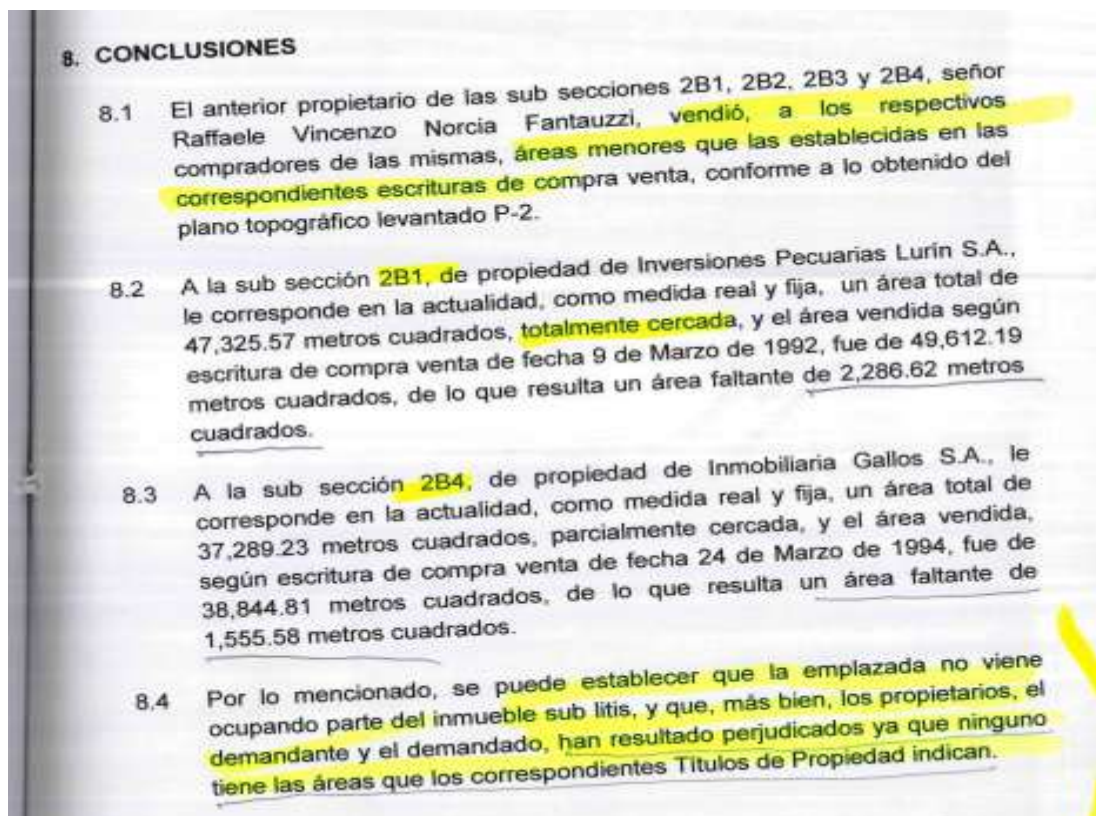 8. CONCLUSIONES
8.1 El anterior propietario de las sub secciones 2B1, 2B2, 2B3 y 2B4, señor
Raffaele Vincenzo Norcia Fantauzzi, vendió, a los respectivos
compradores de las mismas, áreas menores que las establecidas en las
correspondientes escrituras de compra venta, conforme a lo obtenido del
plano topográfico levantado P-2.
8.2 A la sub sección 2B1, de propiedad de Inversiones Pecuarias Lurín S.A.,
le corresponde en la actualidad, como medida real y fija, un área total de
47,325.57 metros cuadrados, totalmente cercada, y el área vendida según
escritura de compra venta de fecha 9 de Marzo de 1992, fue de 49,612.19
metros cuadrados, de lo que resulta un área faltante de 2,286.62 metros
cuadrados.
8.3 A la sub sección 2B4, de propiedad de Inmobiliaria Gallos S.A., le
corresponde en la actualidad, como medida real y fija, un área total de
37,289.23 metros cuadrados, parcialmente cercada, y el área vendida,
según escritura de compra venta de fecha 24 de Marzo de 1994, fue de
38,844.81 metros cuadrados, de lo que resulta un área faltante de
1,555.58 metros cuadrados.
8.4 Por lo mencionado, se puede establecer que la emplazada no viene
ocupando parte del inmueble sub litis, y que, más bien, los propietarios, el
demandante y el demandado, han resultado perjudicados ya que ninguno
tiene las áreas que los correspondientes Títulos de Propiedad indican.